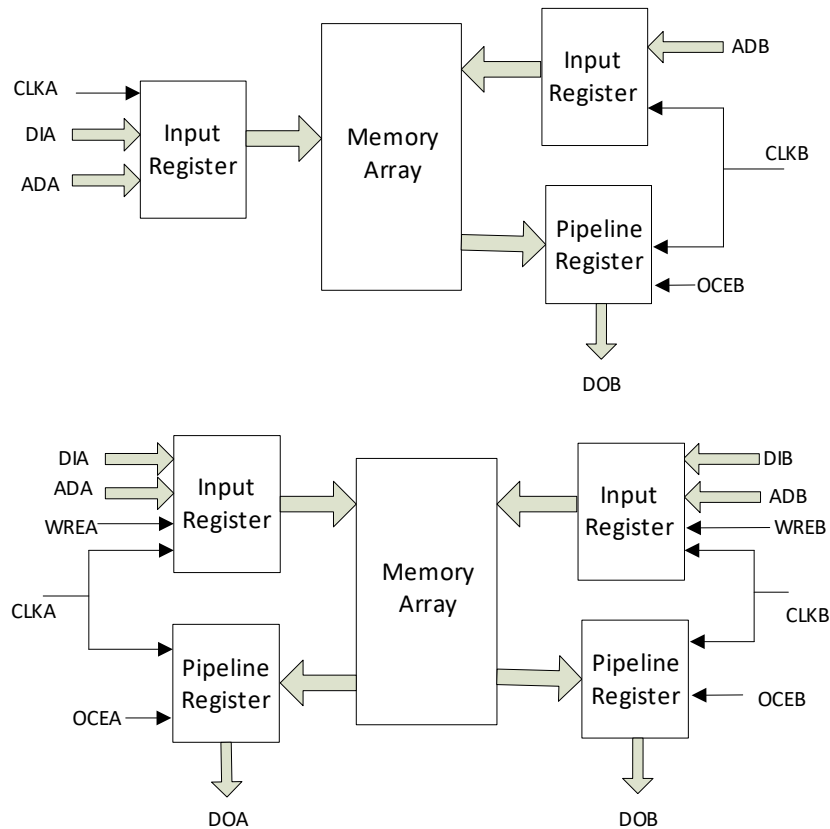 CLKA
DIA
ADA
Input
Register
Memory
Array
Input
Register
ADB
CLKB
Pipeline
Register
OCEB
DOB
DIA
ADA
WREA
CLKA
Input
Register
Memory
Array
Input
Register
DIB
ADB
WREB
CLKB
Pipeline
Register
OCEA
DOA
Pipeline
Register
OCEB
DOB